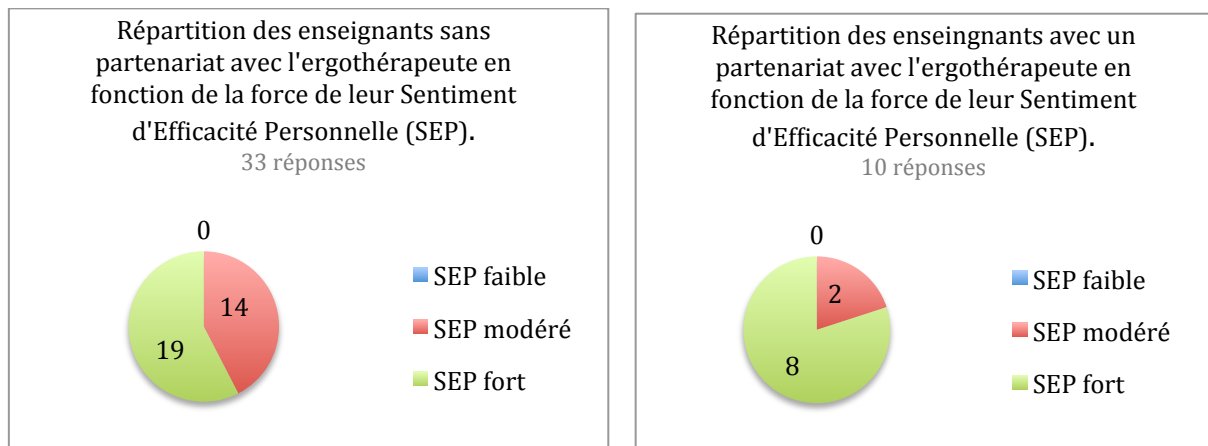 Répartition des enseignants sans
partenariat avec l'ergothérapeute en
fonction de la force de leur Sentiment
d'Efficacité Personnelle (SEP).
33 réponses
0
14
19
SEP faible
SEP modéré
SEP fort
Répartition des enseingnants avec un
partenariat avec l'ergothérapeute en
fonction de la force de leur Sentiment
d'Efficacité Personnelle (SEP).
10 réponses
0
2
8
SEP faible
SEP modéré
SEP fort